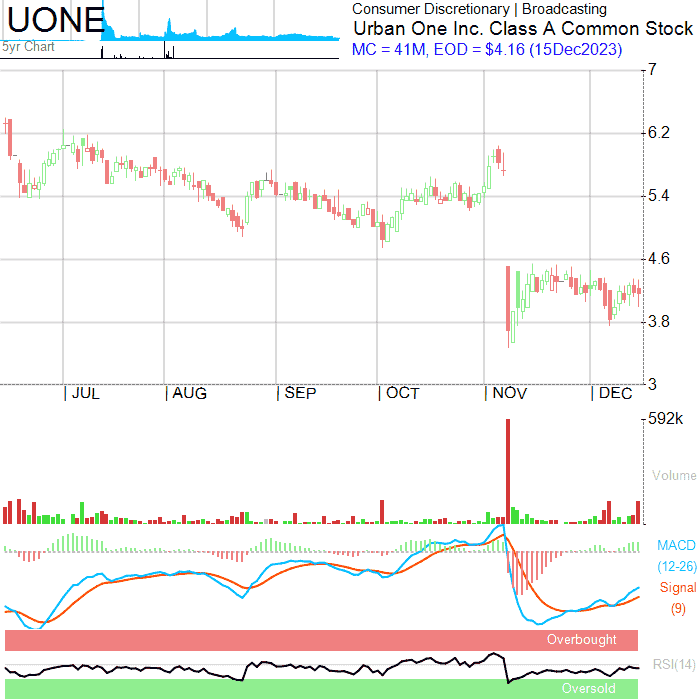 UONE
5yr Chart
Consumer Discretionary | Broadcasting
Urban One Inc. Class A Common Stock
MC = 41M, EOD = $4.16 (15Dec2023)
7
6.2
5.4
4.6
3.8
3
| JUL | AUG | SEP | OCT | NOV | DEC
592k
Volume
MACD
(12-26)
Signal
(9)
Overbought
RSI(14)
Oversold